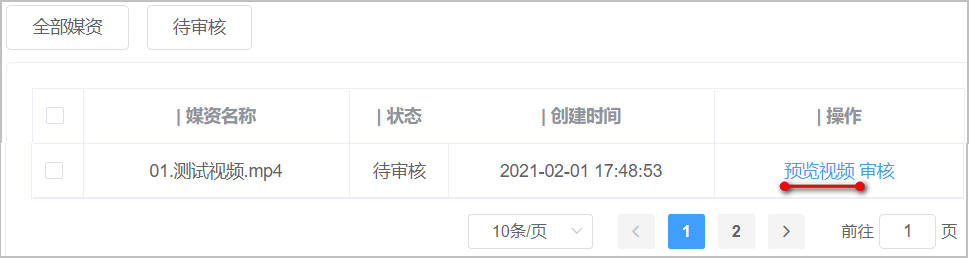 全部媒资 待审核
| 媒资名称 | 状态 | 创建时间 | 操作
01.测试视频.mp4 待审核 2021-02-01 17:48:53 预览视频 审核
10条/页 1 2 前往 1 页